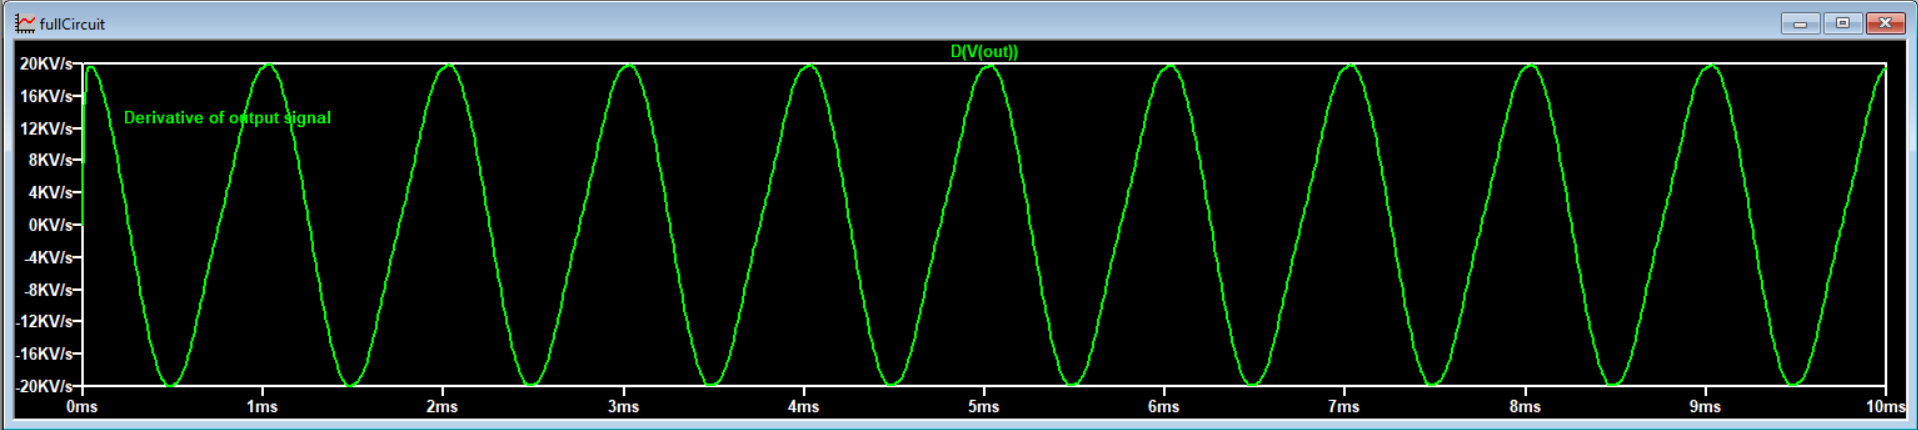 fullCircuit
D(V(out))
20KV/s
16KV/s
Derivative of output signal
12KV/s
8KV/s
4KV/s
0KV/s
-4KV/s
-8KV/s
-12KV/s
-16KV/s
-20KV/s
0ms 1ms 2ms 3ms 4ms 5ms 6ms 7ms 8ms 9ms 10ms